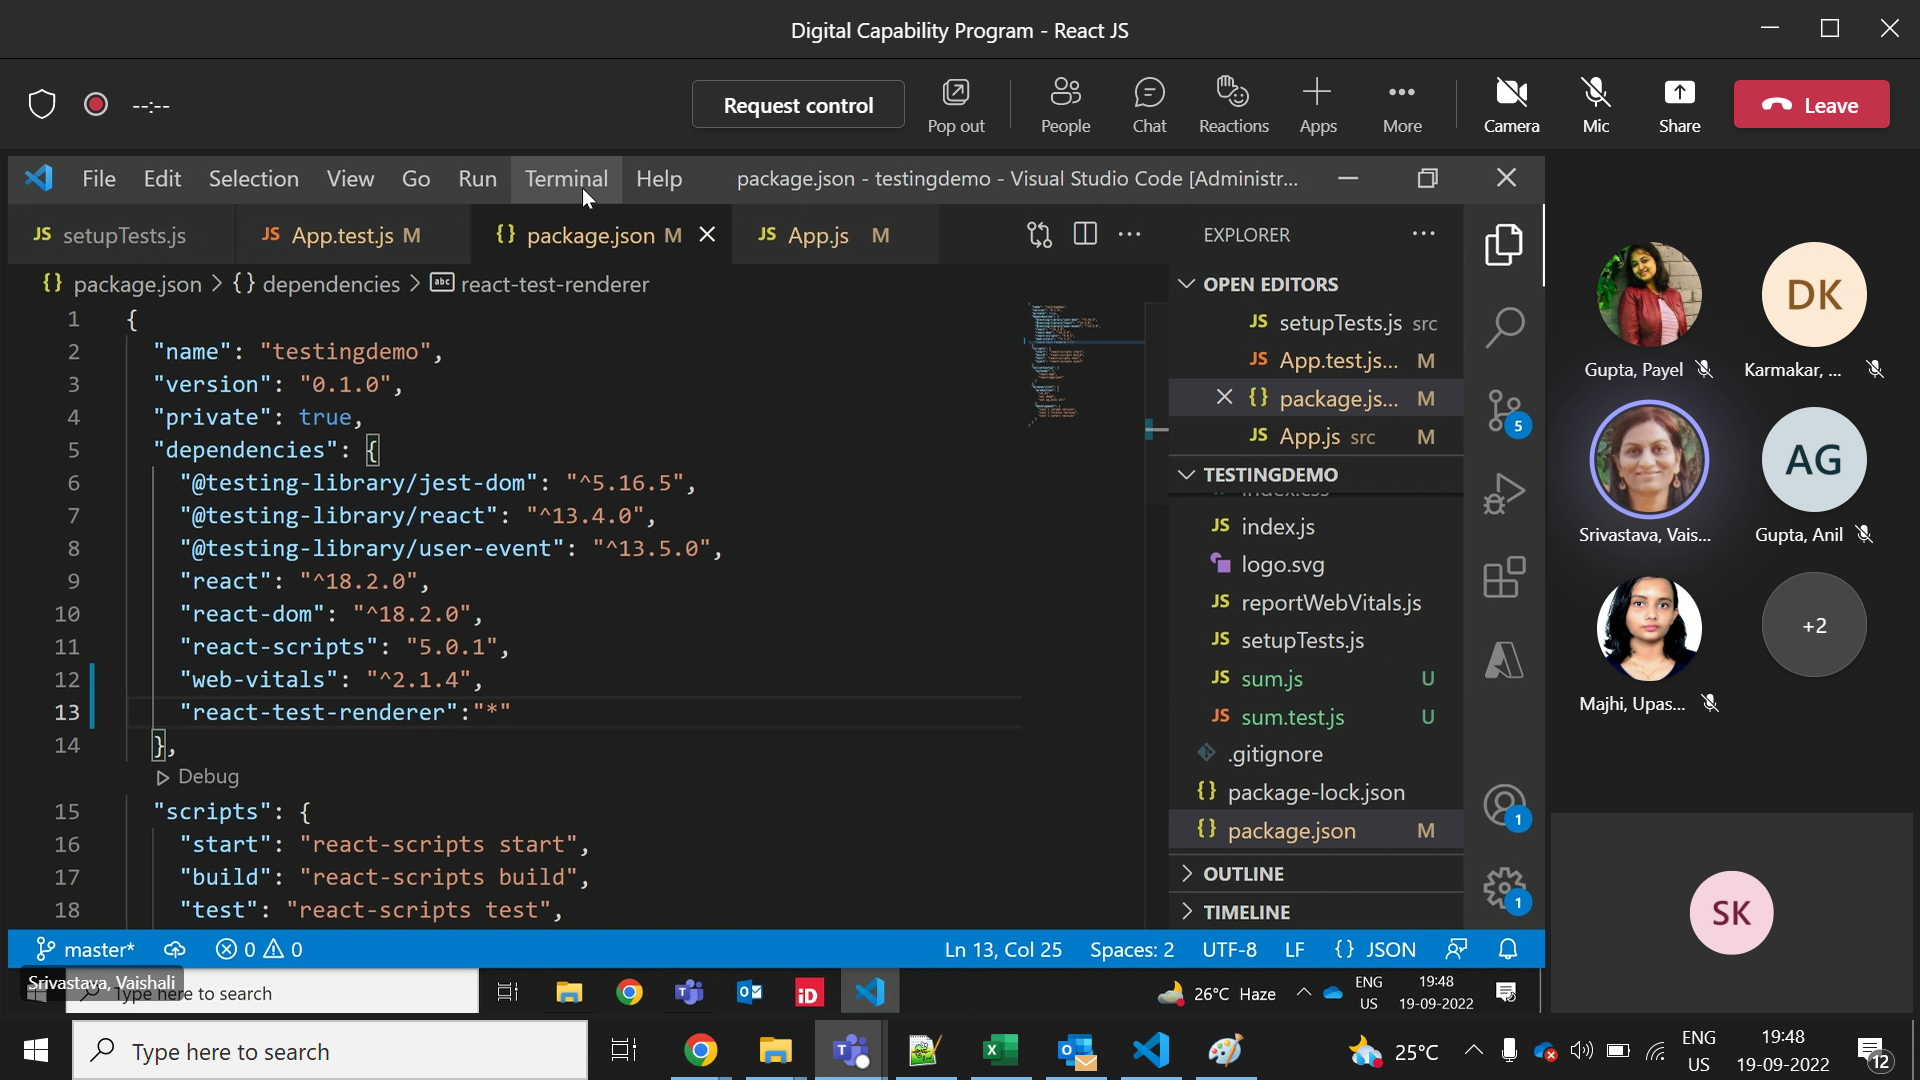 Digital Capability Program - React JS
--:--
Request control
Pop out
People
Chat
Reactions
Apps
More
Camera
Mic
Share
Leave
File Edit Selection View Go Run Terminal Help
package.json - testingdemo - Visual Studio Code [Administr...
JS setupTests.js
JS App.test.js M
{} package.json M
JS App.js M
{} package.json > {} dependencies > abc react-test-renderer
1 {
2 "name": "testingdemo",
3 "version": "0.1.0",
4 "private": true,
5 "dependencies": {
6 "@testing-library/jest-dom": "^5.16.5",
7 "@testing-library/react": "^13.4.0",
8 "@testing-library/user-event": "^13.5.0",
9 "react": "^18.2.0",
10 "react-dom": "^18.2.0",
11 "react-scripts": "5.0.1",
12 "web-vitals": "^2.1.4",
13 "react-test-renderer":"*"
14 },
Debug
15 "scripts": {
16 "start": "react-scripts start",
17 "build": "react-scripts build",
18 "test": "react-scripts test",
EXPLORER
OPEN EDITORS
JS setupTests.js src
JS App.test.js... M
{} package.js... M
JS App.js src M
TESTINGDEMO
JS index.js
logo.svg
JS reportWebVitals.js
JS setupTests.js
JS sum.js U
JS sum.test.js U
.gitignore
{} package-lock.json
{} package.json M
OUTLINE
TIMELINE
5
1
1
master*
0 0
Ln 13, Col 25
Spaces: 2
UTF-8
LF
{} JSON
Srivastava, Vaishali
Type here to search
iD
26°C Haze
ENG
US
19:48
19-09-2022
Gupta, Payel
DK
Karmakar, ...
Srivastava, Vais...
AG
Gupta, Anil
Majhi, Upas...
+2
SK
Type here to search
25°C
ENG
US
19:48
19-09-2022
12